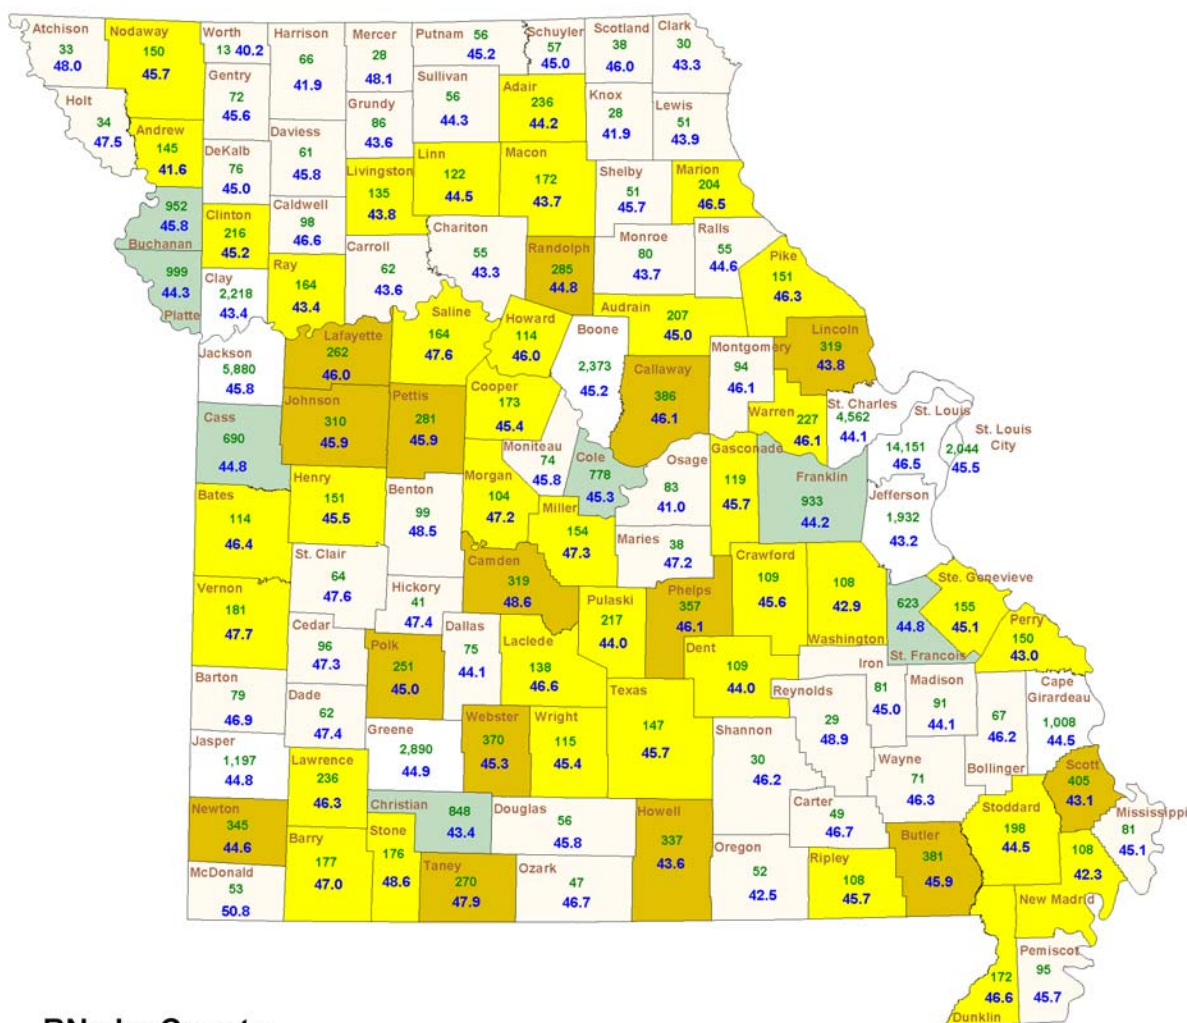 Atchison
33
48.0
Nodaway
150
45.7
Worth
13 40.2
Harrison
66
41.9
Mercer
28
48.1
Putnam 56
45.2
Schuyler
57
45.0
Scotland
38
46.0
Clark
30
43.3
Holt
34
47.5
Andrew
145
41.6
Gentry
72
45.6
DeKalb
76
45.0
Daviess
61
45.8
Grundy
86
43.6
Sullivan
56
44.3
Adair
236
44.2
Knox
28
41.9
Lewis
51
43.9
Livingston
135
43.8
Linn
122
44.5
Macon
172
43.7
Shelby
51
45.7
Marion
204
46.5
952
45.8
Buchanan
Clinton
216
45.2
Caldwell
98
46.6
Carroll
62
43.6
Chariton
55
43.3
Randolph
285
44.8
Monroe
80
43.7
Ralls
55
44.6
Pike
151
46.3
999
44.3
Platte
Clay
2,218
43.4
Ray
164
43.4
Saline
164
47.6
Howard
114
46.0
Boone
2,373
45.2
Audrain
207
45.0
Lincoln
319
43.8
Jackson
5,880
45.8
Lafayette
262
46.0
Johnson
310
45.9
Pettis
281
45.9
Cooper
173
45.4
Callaway
386
46.1
Montgomery
94
46.1
Warren
227
46.1
St. Charles
4,562
44.1
St. Louis
14,151
46.5
St. Louis
City
2,044
45.5
Cass
690
44.8
Henry
151
45.5
Benton
99
48.5
Morgan
104
47.2
Moniteau
74
45.8
Cole
778
45.3
Osage
83
41.0
Gasconade
119
45.7
Franklin
933
44.2
Jefferson
1,932
43.2
Bates
114
46.4
St. Clair
64
47.6
Hickory
41
47.4
Camden
319
48.6
Miller
154
47.3
Maries
38
47.2
Phelps
357
46.1
Crawford
109
45.6
108
42.9
Washington
623
44.8
St. Francois
Ste. Genevieve
155
45.1
Perry
150
43.0
Vernon
181
47.7
Cedar
96
47.3
Polk
251
45.0
Dallas
75
44.1
Laclede
138
46.6
Pulaski
217
44.0
Dent
109
44.0
Reynolds
29
48.9
Iron
81
45.0
Madison
91
44.1
67
46.2
Bollinger
Cape
Girardeau
1,008
44.5
Barton
79
46.9
Dade
62
47.4
Greene
2,890
44.9
Webster
370
45.3
Wright
115
45.4
Texas
147
45.7
Shannon
30
46.2
Wayne
71
46.3
Scott
405
43.1
Mississippi
81
45.1
Jasper
1,197
44.8
Lawrence
236
46.3
Christian 848
43.4
Douglas
56
45.8
Howell
337
43.6
Carter
49
46.7
Butler
381
45.9
Stoddard
198
44.5
108
42.3
New Madrid
Newton
345
44.6
Barry
177
47.0
Stone
176
48.6
Taney
270
47.9
Ozark
47
46.7
Oregon
52
42.5
Ripley
108
45.7
McDonald
53
50.8
Pemiscot
95
45.7
172
46.6
Dunklin